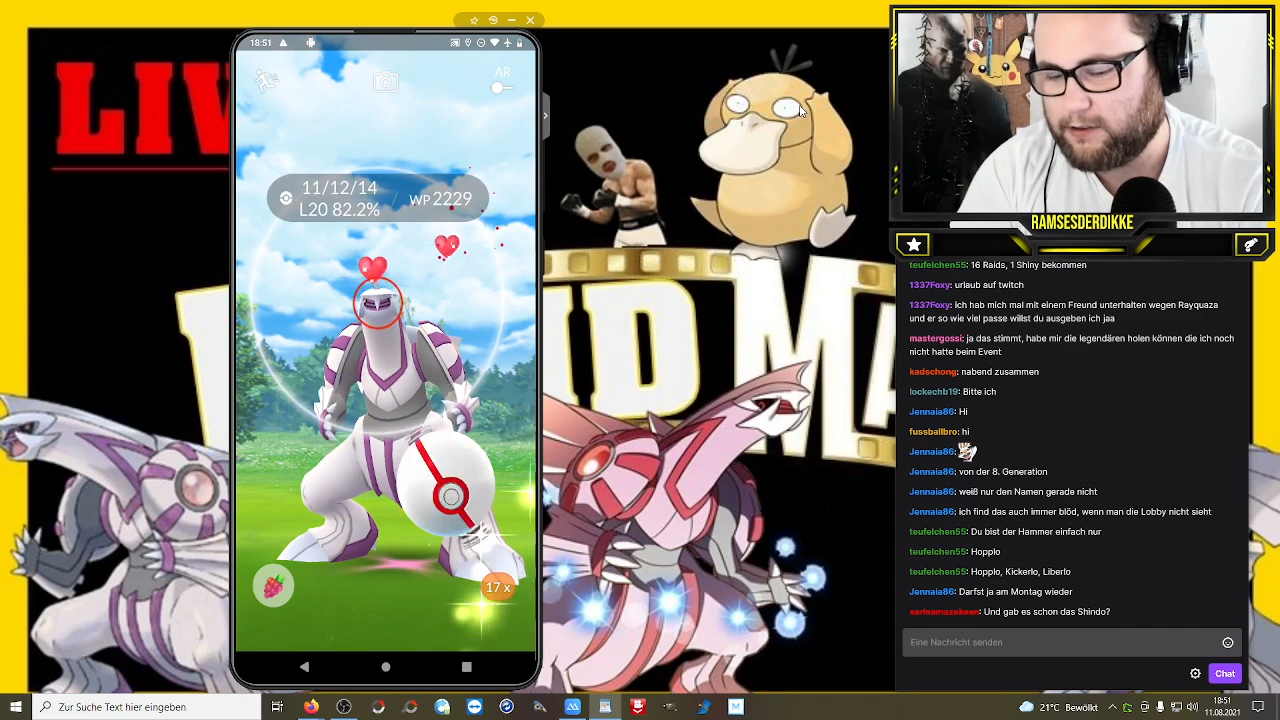 18:51
LIV
AR
11/12/14
L20 82.2%
WP 2229
17 x
RAMSESDERDIKKE
teufelchen55: 16 Raids, 1 Shiny bekommen
1337Foxy: urlaub auf twitch
1337Foxy: Ich hab mich mal mit einem Freund unterhalten wegen Rayquaza
und er so wie viel passe willst du ausgeben ich jaa
mastergossi: ja das stimmt, habe mir die legendären holen können die ich noch
nicht hatte beim Event
kadschong: nabend zusammen
lockechb19: Bitte ich
Jennaia86: Hi
fussballbro: hi
Jennaia86:
Jennaia86: von der 8. Generation
Jennaia86: weiß nur den Namen gerade nicht
Jennaia86: ich find das auch immer blöd, wenn man die Lobby nicht sieht
teufelchen55: Du bist der Hammer einfach nur
teufelchen55: Hopplo
teufelchen55: Hopplo, Kickerlo, Liberlo
Jennaia86: Darfst ja am Montag wieder
sarinamazekeen: Und gab es schon das Shindo?
Eine Nachricht senden
Chat
Zur Suche Text hier eingeben
21°C Bewölkt
18:51
11.08.2021